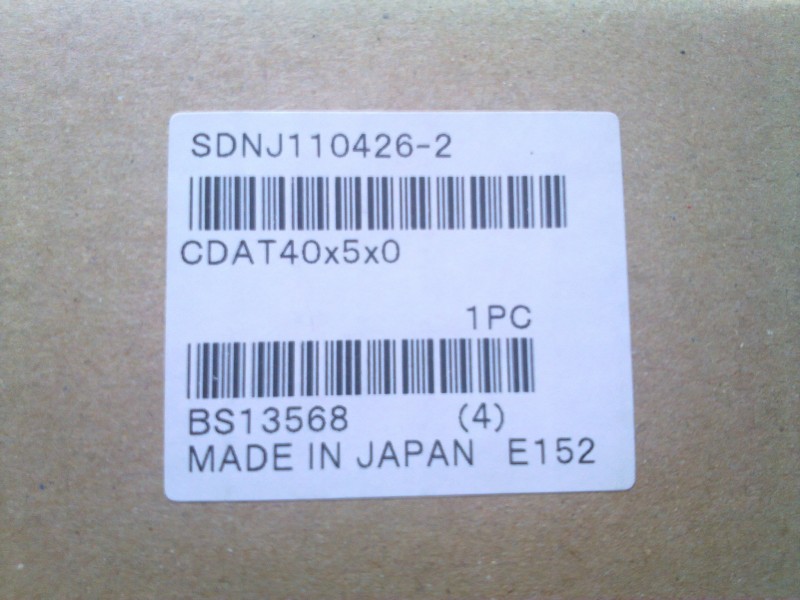 SDNJ110426-2
CDAT40x5x0
1PC
BS13568 (4)
MADE IN JAPAN E152